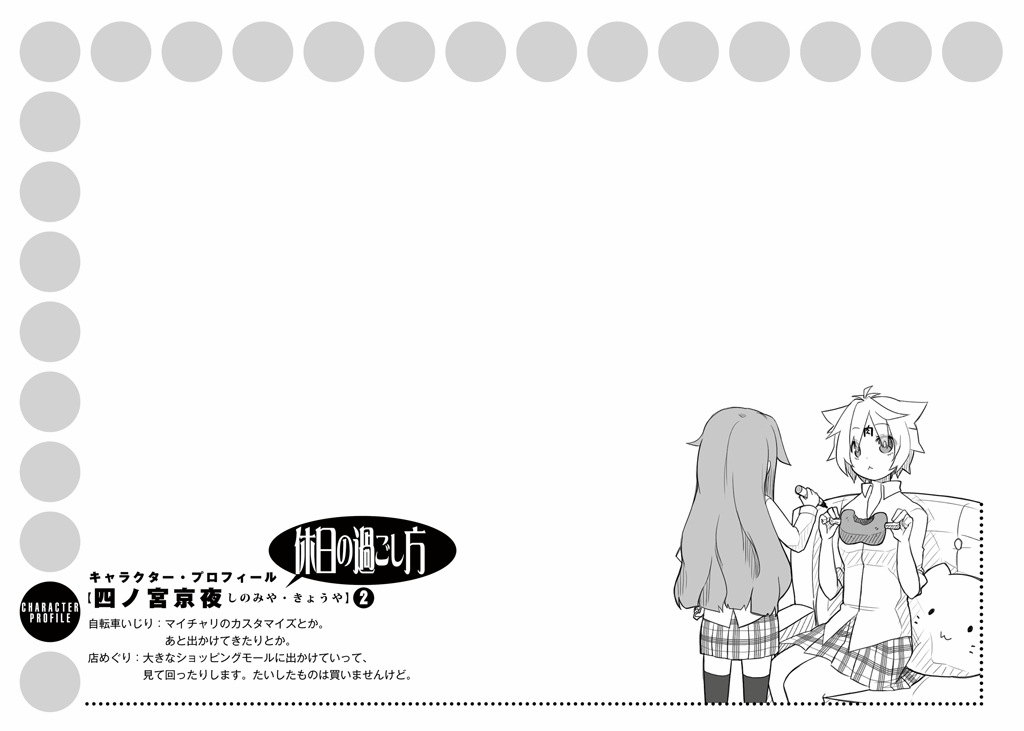 休日の過ごし方
キャラクター・プロフィール
【四ノ宮京夜 しのみや・きょうや】❷
CHARACTER
PROFILE
自転車いじり：マイチャリのカスタマイズとか。
あと出かけてきたりとか。
店めぐり：大きなショッピングモールに出かけていって、
見て回ったりします。たいしたものは買いませんけど。
肉